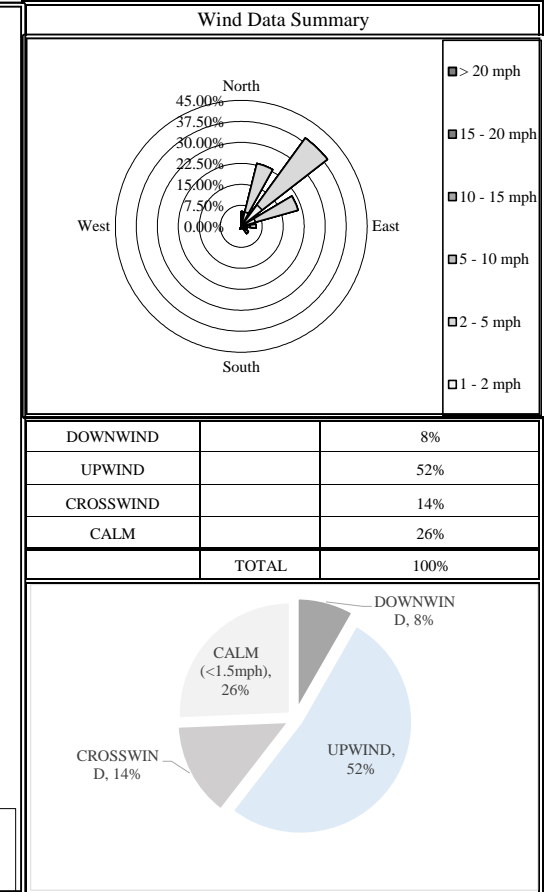 Wind Data Summary
North
45.00%
37.50%
30.00%
22.50%
15.00%
7.50%
0.00%
West
East
South
> 20 mph
15 - 20 mph
10 - 15 mph
5 - 10 mph
2 - 5 mph
1 - 2 mph
DOWNWIND 8%
UPWIND 52%
CROSSWIND 14%
CALM 26%
TOTAL 100%
DOWNWIN
D, 8%
CALM
(<1.5mph),
26%
UPWIND,
52%
CROSSWIN
D, 14%